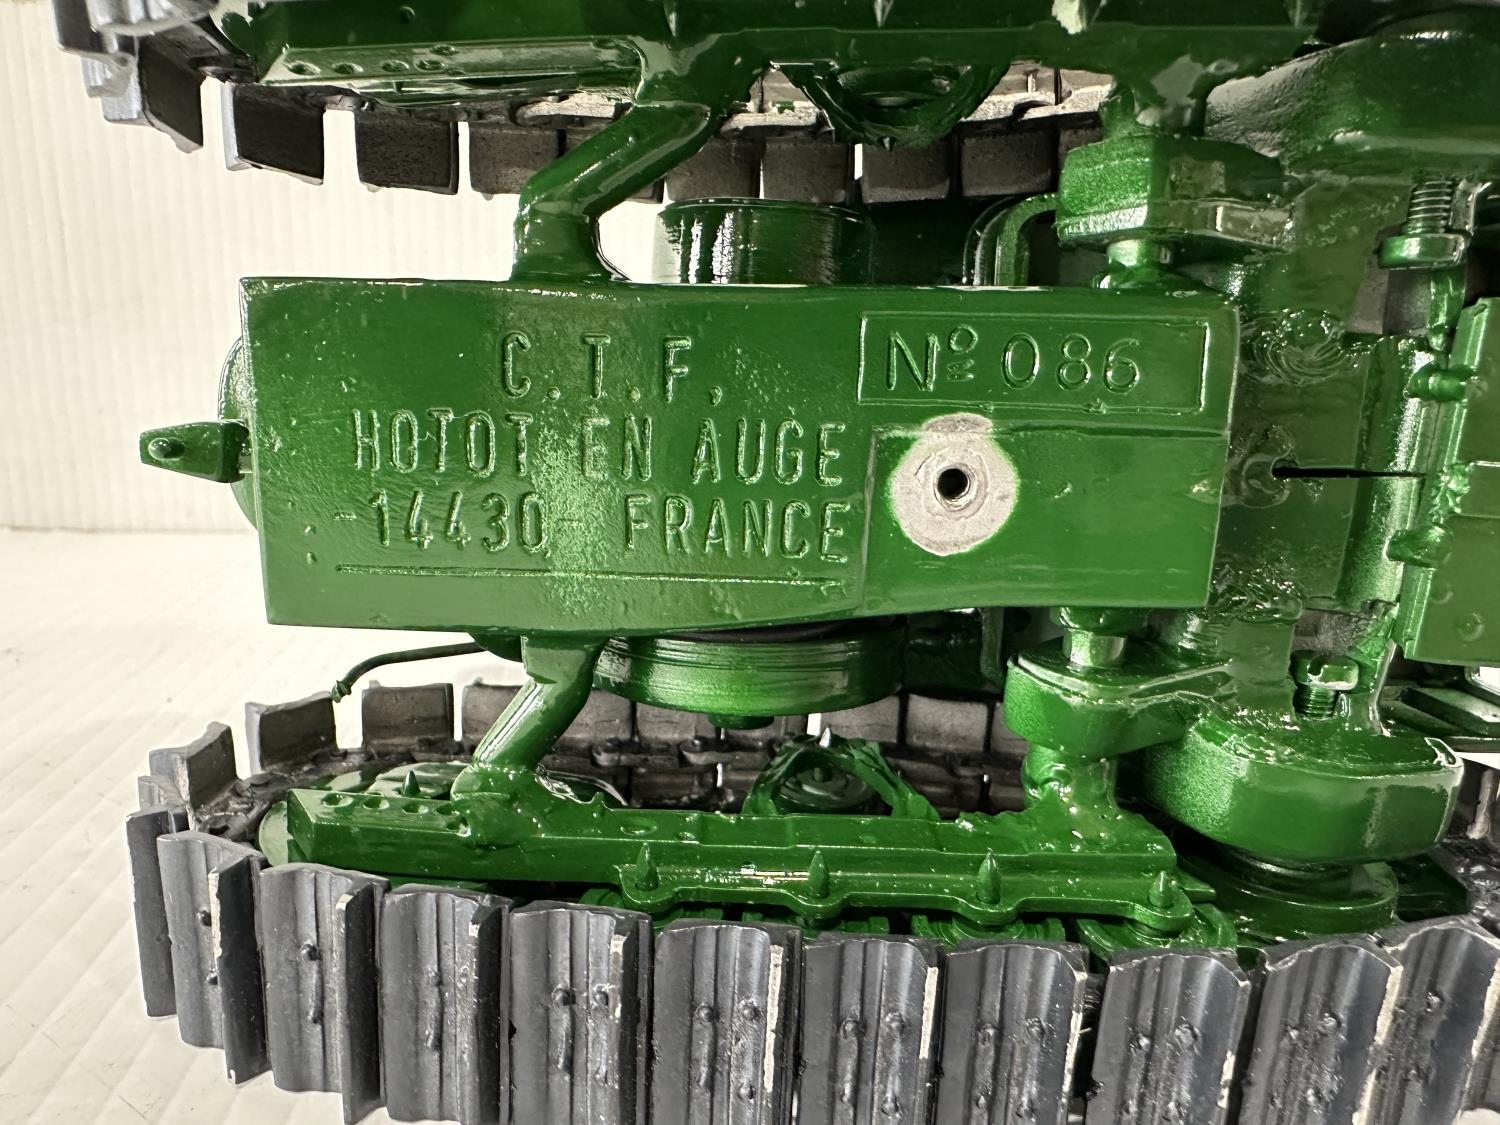 C.T.F.
HOTOT EN AUGE
-14430- FRANCE
Nº 086